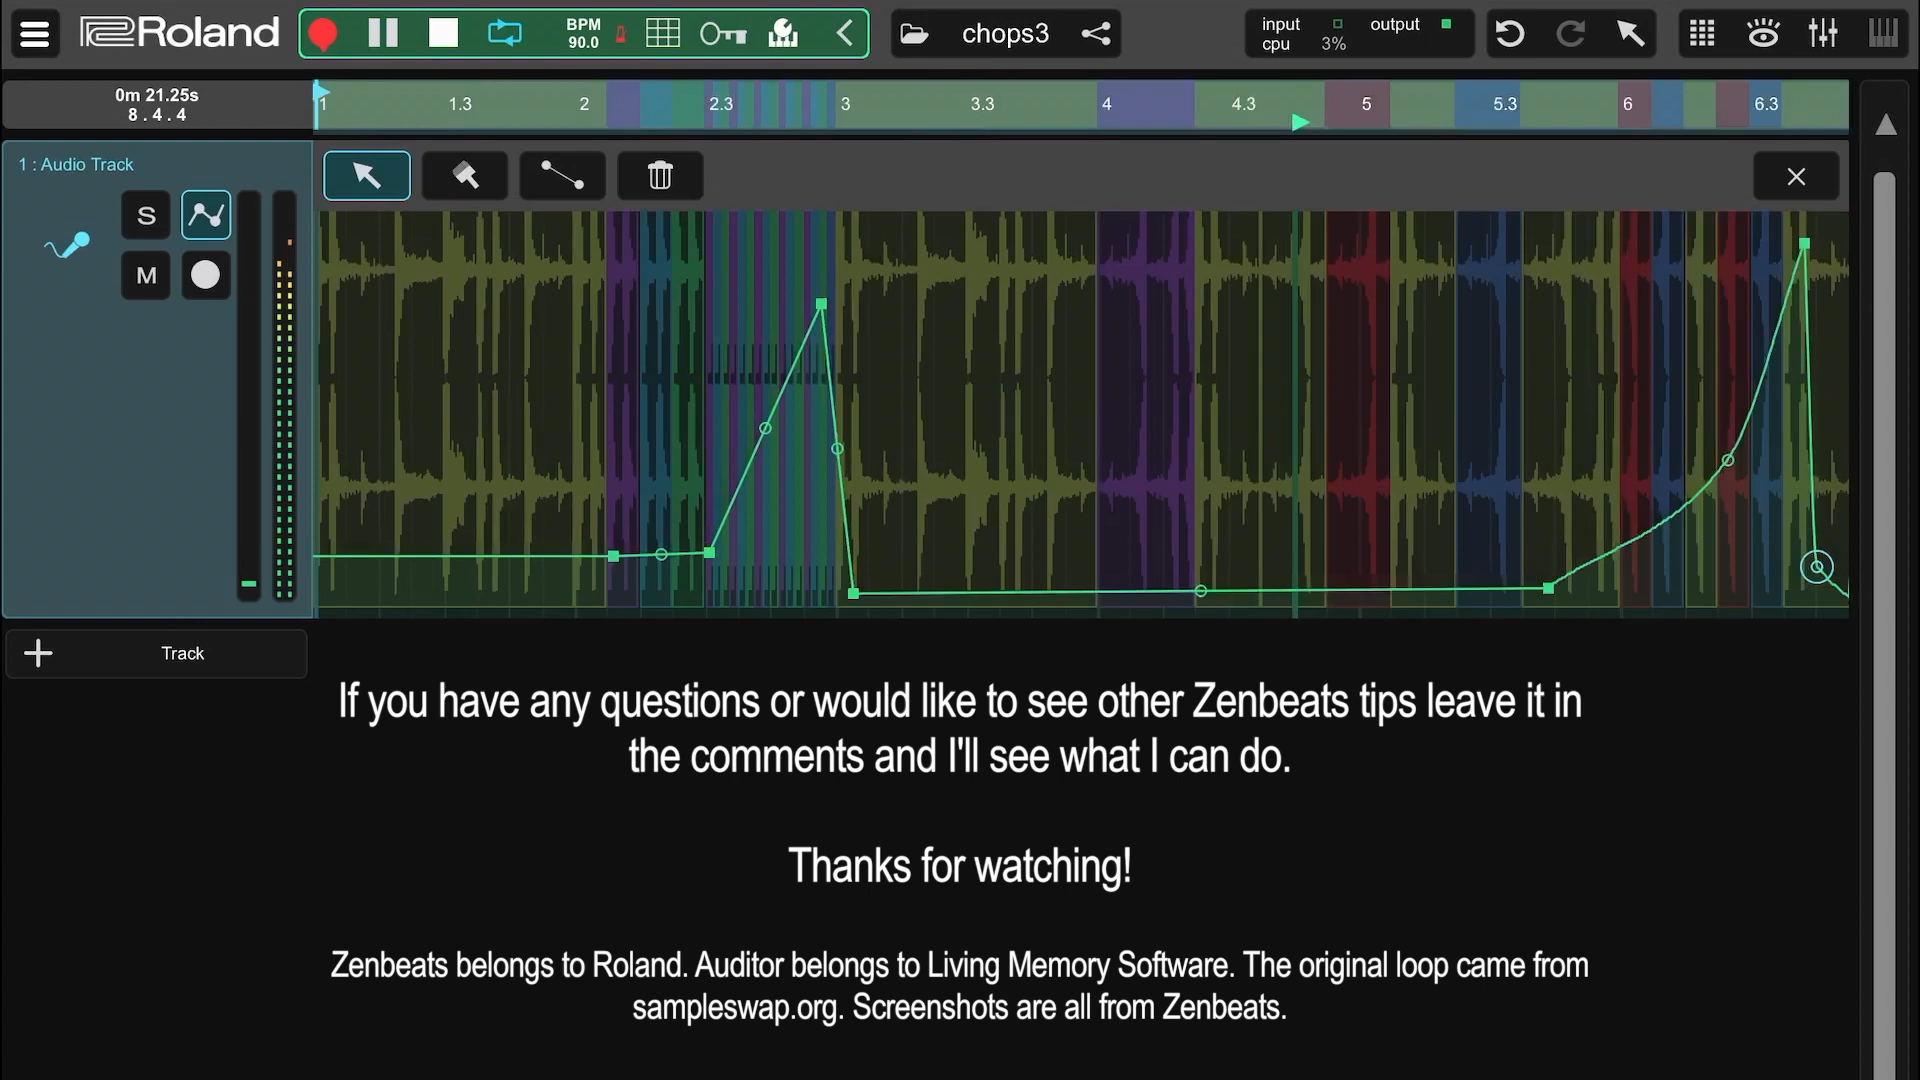 Roland
BPM
90.0
chops3
input
cpu 3%
output
0m 21.25s
8 . 4 . 4
1 1.3 2 2.3 3 3.3 4 4.3 5 5.3 6 6.3
1 : Audio Track
S
M
Track
If you have any questions or would like to see other Zenbeats tips leave it in
the comments and I'll see what I can do.
Thanks for watching!
Zenbeats belongs to Roland. Auditor belongs to Living Memory Software. The original loop came from
sampleswap.org. Screenshots are all from Zenbeats.